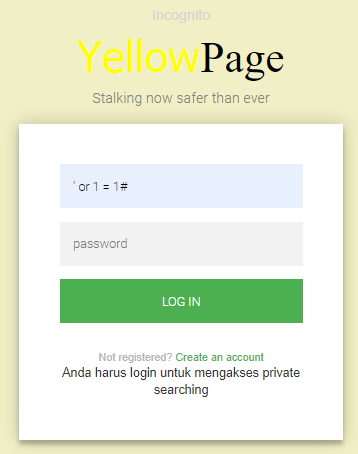 Incognito
YellowPage
Stalking now safer than ever
' or 1 = 1#
password
LOG IN
Not registered? Create an account
Anda harus login untuk mengakses private
searching